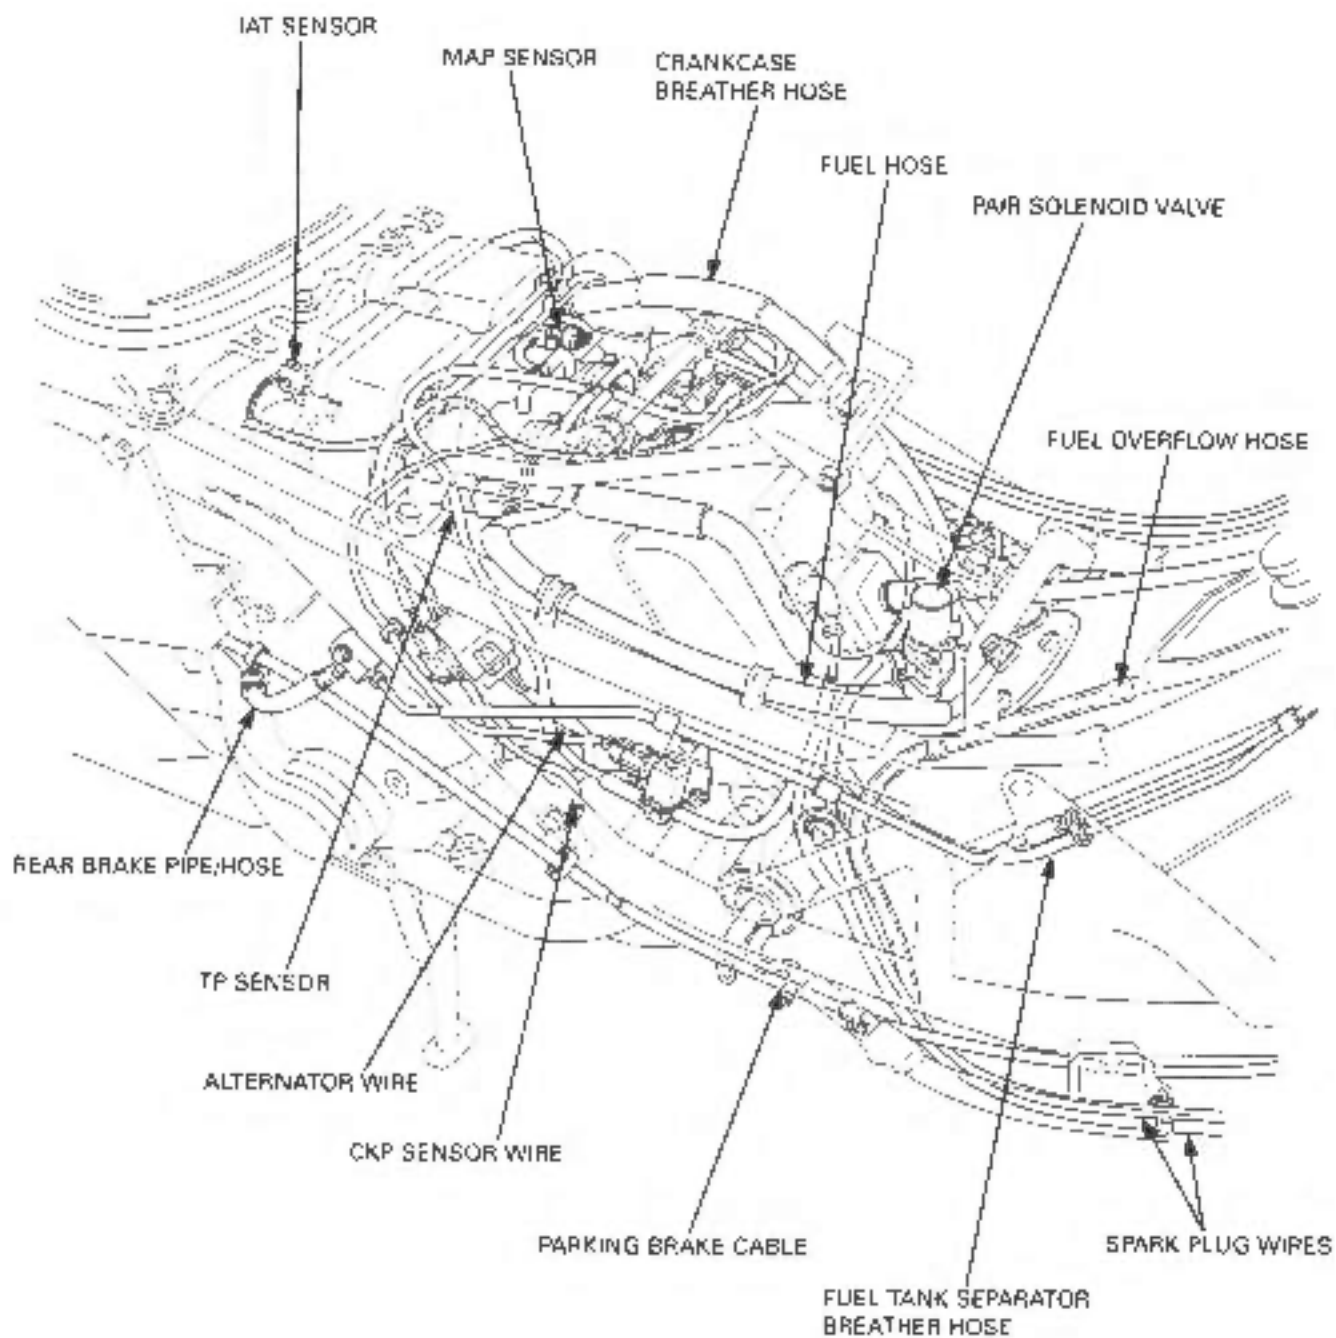 IAT SENSOR
MAP SENSOR
CRANKCASE
BREATHER HOSE
FUEL HOSE
PAIR SOLENOID VALVE
FUEL OVERFLOW HOSE
REAR BRAKE PIPE/HOSE
TP SENSOR
ALTERNATOR WIRE
CKP SENSOR WIRE
PARKING BRAKE CABLE
SPARK PLUG WIRES
FUEL TANK SEPARATOR
BREATHER HOSE